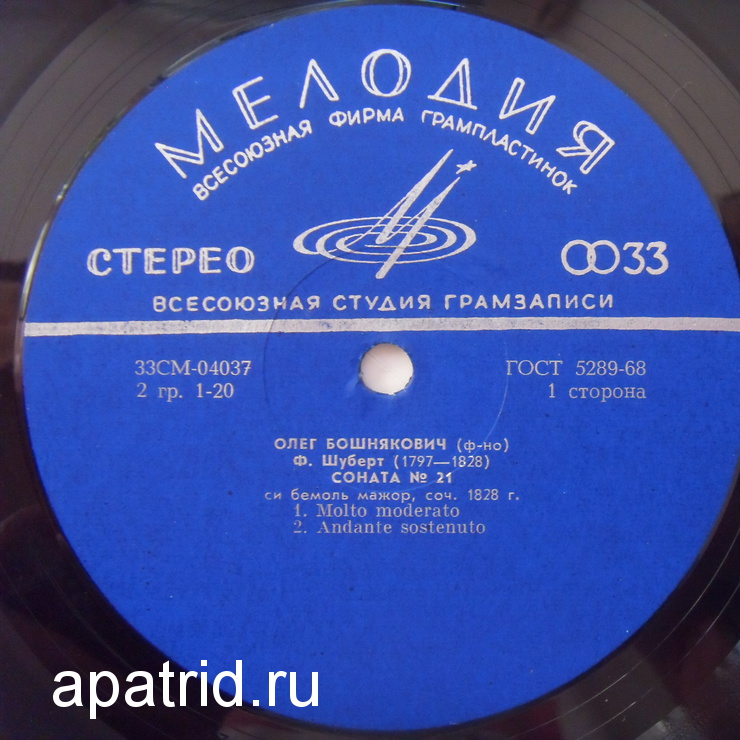 МЕЛОДИЯ
ВСЕСОЮЗНАЯ ФИРМА ГРАМПЛАСТИНОК
СТЕРЕО
33
ВСЕСОЮЗНАЯ СТУДИЯ ГРАМЗАПИСИ
33СМ-04037
ГОСТ 5289-68
2 гр. 1-20
1 сторона
ОЛЕГ БОШНЯКОВИЧ (ф-но)
Ф. Шуберт (1797—1828)
СОНАТА № 21
си бемоль мажор, соч. 1828 г.
1. Molto moderato
2. Andante sostenuto
apatrid.ru